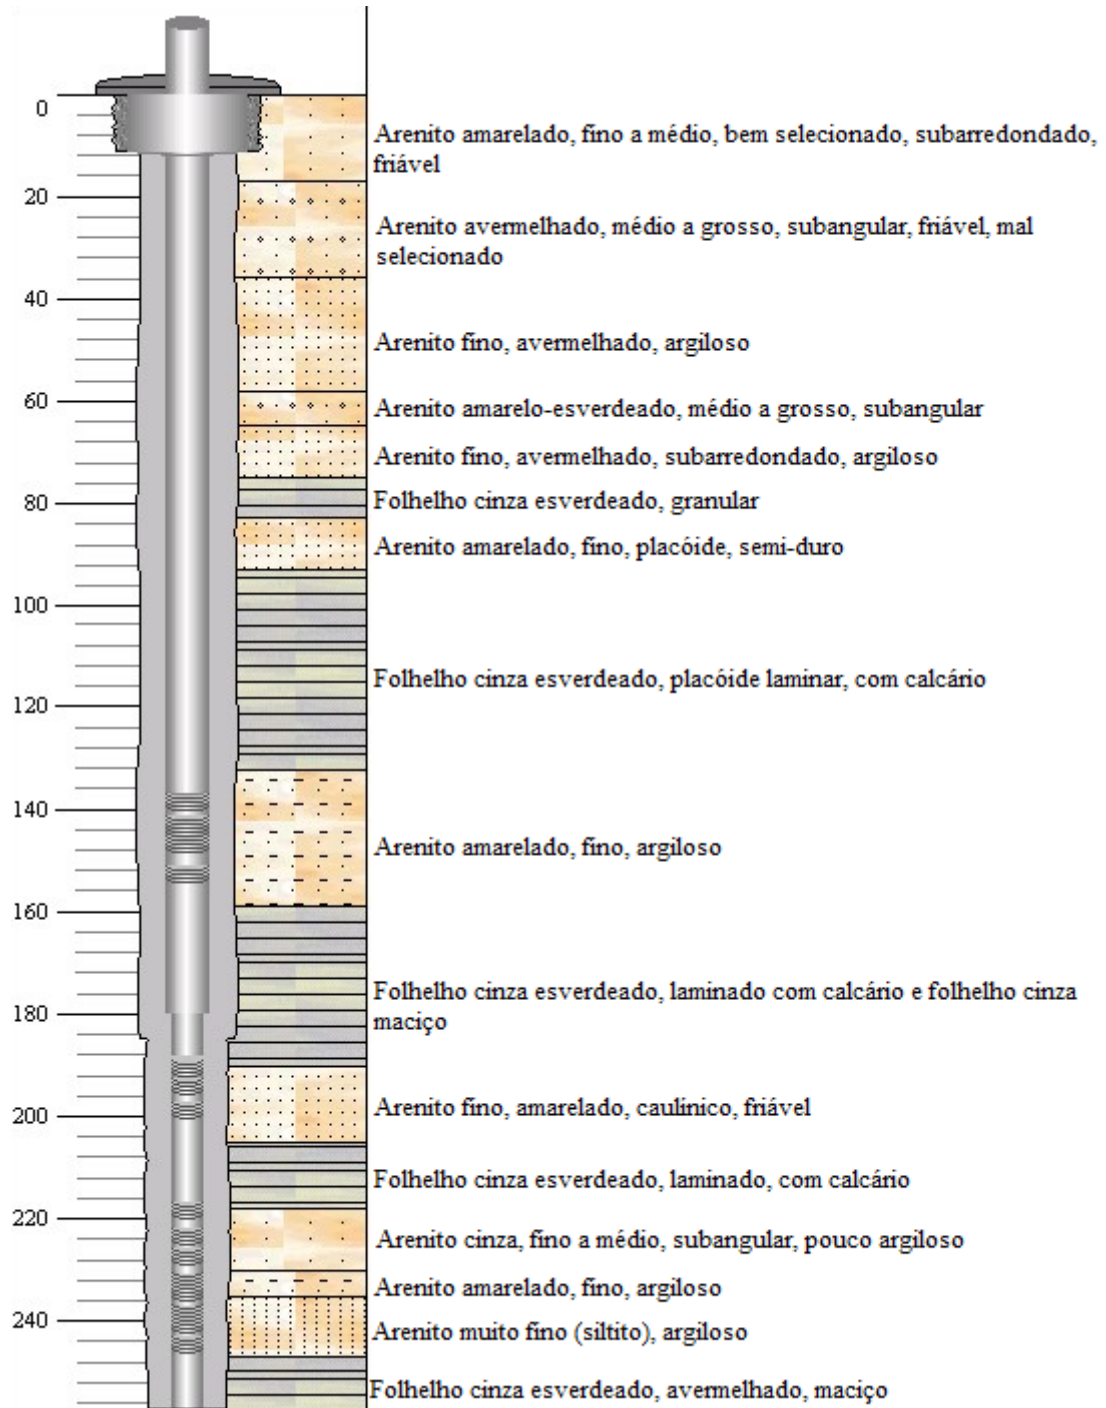 0
Arenito amarelado, fino a médio, bem selecionado, subarredondado,
friável
20
Arenito avermelhado, médio a grosso, subangular, friável, mal
selecionado
40
Arenito fino, avermelhado, argiloso
60
Arenito amarelo-esverdeado, médio a grosso, subangular
Arenito fino, avermelhado, subarredondado, argiloso
80
Folhelho cinza esverdeado, granular
Arenito amarelado, fino, placóide, semi-duro
100
Folhelho cinza esverdeado, placóide laminar, com calcário
120
140
Arenito amarelado, fino, argiloso
160
Folhelho cinza esverdeado, laminado com calcário e folhelho cinza
maciço
180
200
Arenito fino, amarelado, caulínico, friável
Folhelho cinza esverdeado, laminado, com calcário
220
Arenito cinza, fino a médio, subangular, pouco argiloso
Arenito amarelado, fino, argiloso
240
Arenito muito fino (siltito), argiloso
Folhelho cinza esverdeado, avermelhado, maciço